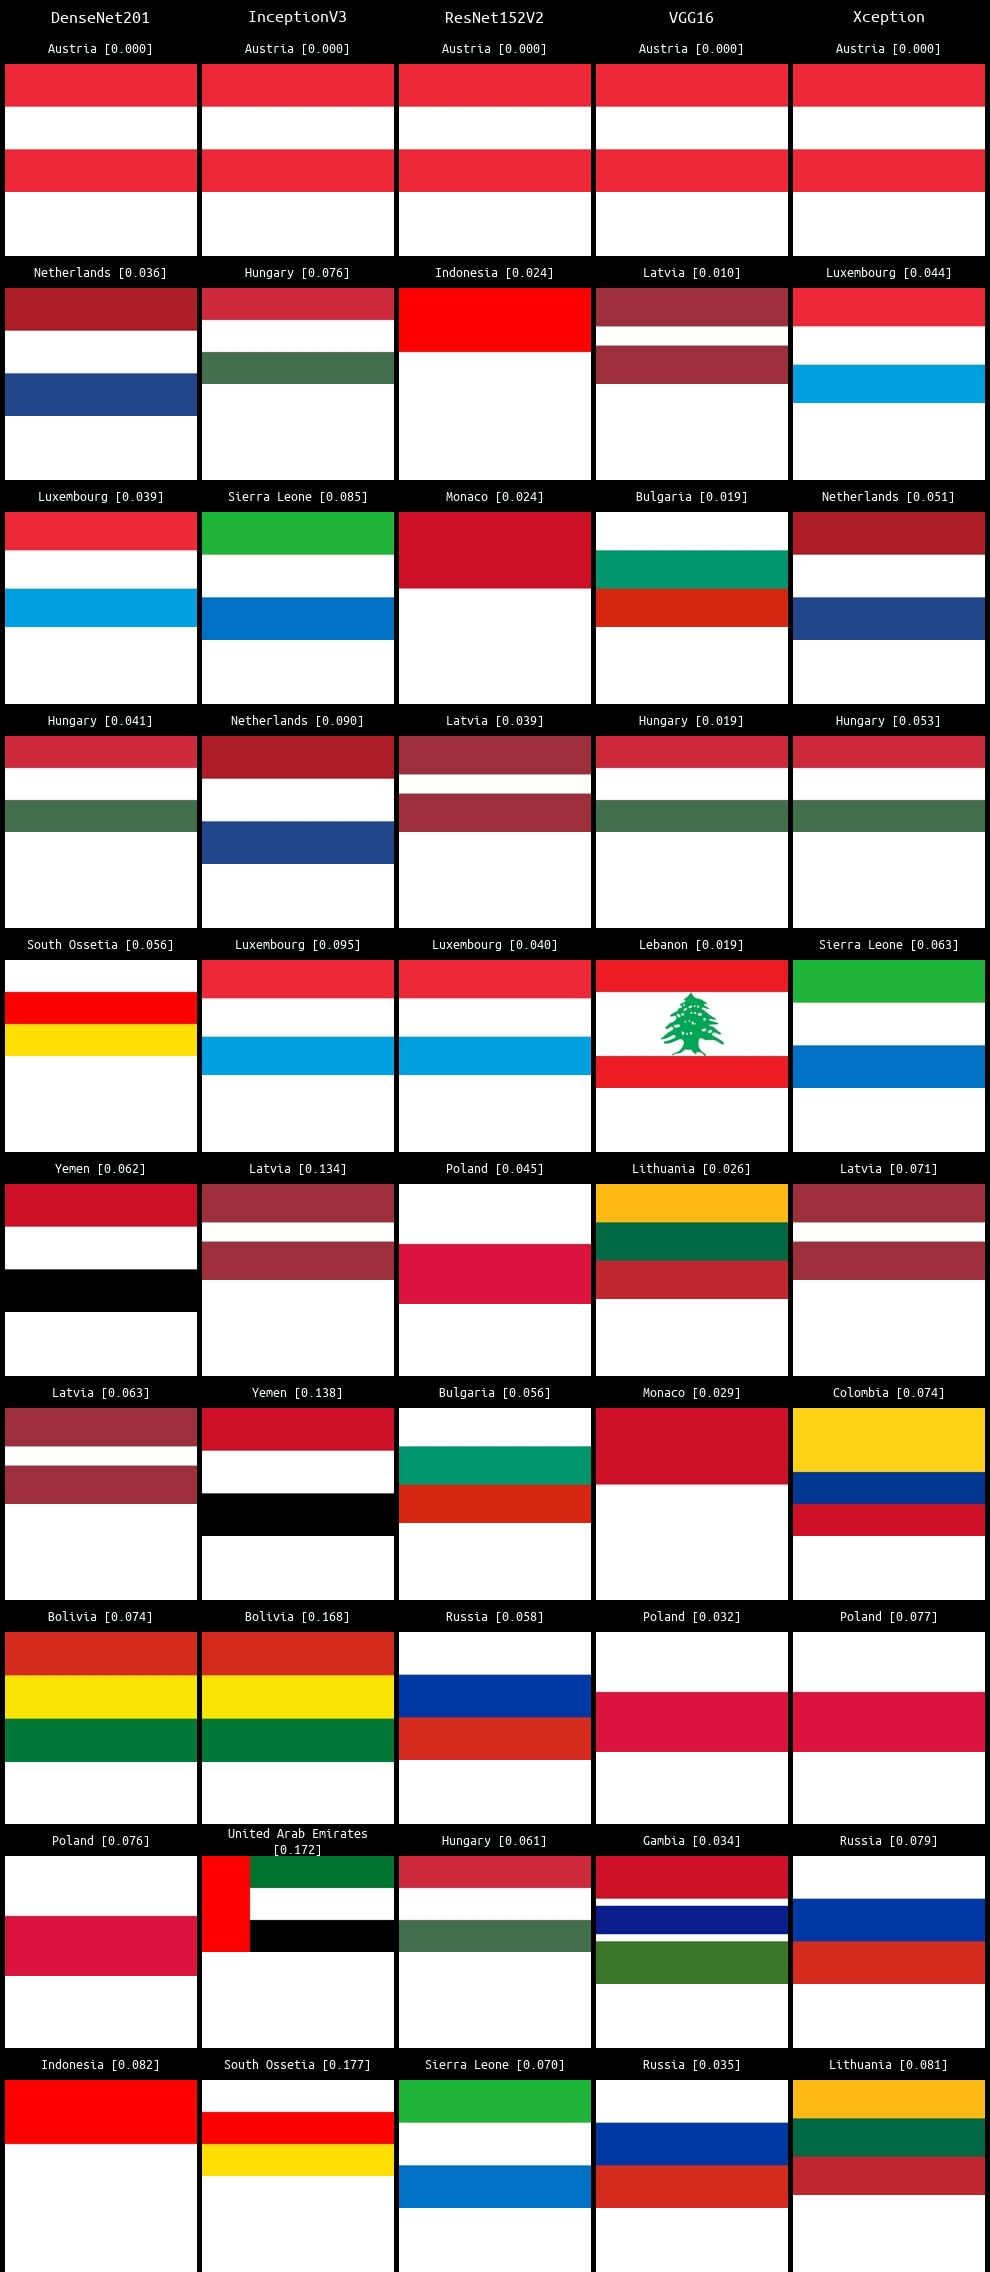 DenseNet201 InceptionV3 ResNet152V2 VGG16 Xception
Austria [0.000] Austria [0.000] Austria [0.000] Austria [0.000] Austria [0.000]
Netherlands [0.036] Hungary [0.076] Indonesia [0.024] Latvia [0.010] Luxembourg [0.044]
Luxembourg [0.039] Sierra Leone [0.085] Monaco [0.024] Bulgaria [0.019] Netherlands [0.051]
Hungary [0.041] Netherlands [0.090] Latvia [0.039] Hungary [0.019] Hungary [0.053]
South Ossetia [0.056] Luxembourg [0.095] Luxembourg [0.040] Lebanon [0.019] Sierra Leone [0.063]
Yemen [0.062] Latvia [0.134] Poland [0.045] Lithuania [0.026] Latvia [0.071]
Latvia [0.063] Yemen [0.138] Bulgaria [0.056] Monaco [0.029] Colombia [0.074]
Bolivia [0.074] Bolivia [0.168] Russia [0.058] Poland [0.032] Poland [0.077]
Poland [0.076] United Arab Emirates [0.172] Hungary [0.061] Gambia [0.034] Russia [0.079]
Indonesia [0.082] South Ossetia [0.177] Sierra Leone [0.070] Russia [0.035] Lithuania [0.081]